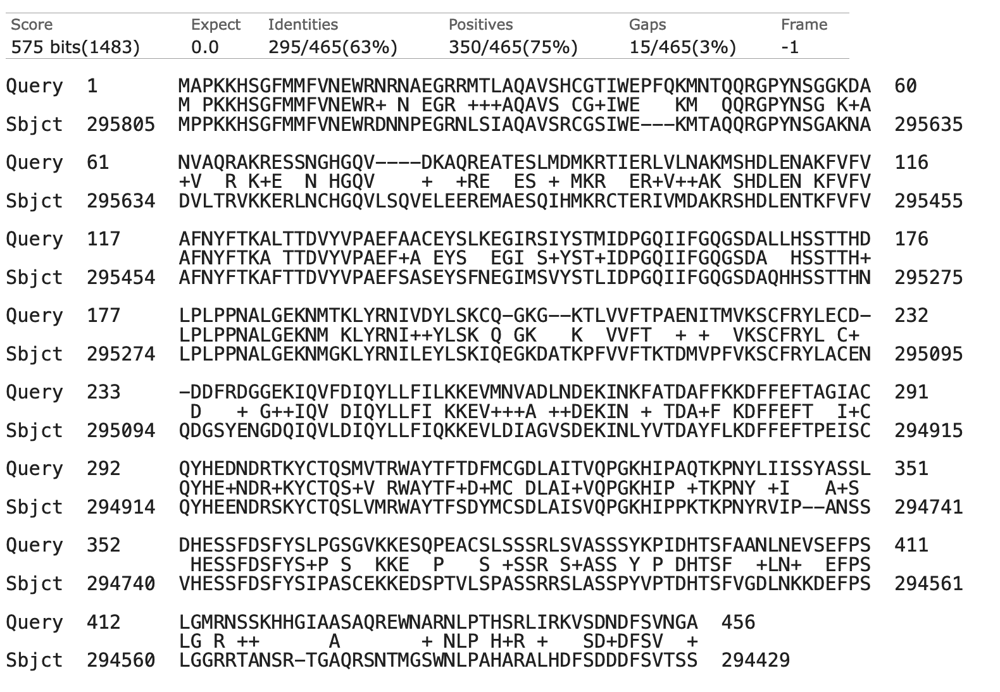 Score Expect Identities Positives Gaps Frame
575 bits(1483) 0.0 295/465(63%) 350/465(75%) 15/465(3%) -1
Query 1 MAPKKHSGFMMFVNEWRNRNAEGRRMTLAQAVSHCGTIWEPFQKMNTQQRGPYNSGGKDA 60
M PKKHSGFMMFVNEWR+ N EGR +++AQAVS CG+IWE   KM  QQRGPYNSG K+A
Sbjct 295805 MPPKKHSGFMMFVNEWRDNNPEGRNLSIAQAVSRCGSIWE---KMTAQQRGPYNSGAKNA 295635
Query 61 NVAQRAKRESSNGHGQV----DKAQREATESLMDMKRTIERLVLNAKMSHDLENAKFVFV 116
+V  R K+E  N HGQV    +  +RE  ES + MKR  ER+V++AK SHDLEN KFVFV
Sbjct 295634 DVLTRVKKERLNCHGQVLSQVELEEREMAESQIHMKRCTERIVMDAKRSHDLENTKFVFV 295455
Query 117 AFNYFTKALTTDVYVPAEFAACEYSLKEGIRSIYSTMIDPGQIIFGQGSDALLHSSTTHD 176
AFNYFTKA TTDVYVPAEF+A EYS  EGI S+YST+IDPGQIIFGQGSDA  HSSTTH+
Sbjct 295454 AFNYFTKAFTTDVYVPAEFSASEYSFNEGIMSVYSTLIDPGQIIFGQGSDAQHHSSTTHN 295275
Query 177 LPLPPNALGEKNMTKLYRNIVDYLSKCQ-GKG--KTLVVFTPAENITMVKSCFRYLECD- 232
LPLPPNALGEKNM KLYRNI++YLSK Q GK   K  VVFT  + +  VKSCFRYL C+
Sbjct 295274 LPLPPNALGEKNMGKLYRNILEYLSKIQEGKDATKPFVVFTKTDMVPFVKSCFRYLACEN 295095
Query 233 -DDFRDGGEKIQVFDIQYLLFILKKEVMNVADLNDEKINKFATDAFFKKDFFEFTAGIAC 291
D   + G++IQV DIQYLLFI KKEV+++A ++DEKIN + TDA+F KDFFEFT  I+C
Sbjct 295094 QDGSYENGDQIQVLDIQYLLFIQKKEVLDIAGVSDEKINLYVTDAYFLKDFFEFTPEISC 294915
Query 292 QYHEDNDRTKYCTQSMVTRWAYTFTDFMCGDLAITVQPGKHIPAQTKPNYLIISSYASSL 351
QYHE+NDR+KYCTQS+V RWAYTF+D+MC DLAI+VQPGKHIP +TKPNY +I   A+S
Sbjct 294914 QYHEENDRSKYCTQSLVMRWAYTFSDYMCSDLAISVQPGKHIPPKTKPNYRVIP--ANSS 294741
Query 352 DHESSFDSFYSLPGSGVKKESQPEACSLSSSRLSVASSSYKPIDHTSFAANLNEVSEFPS 411
HESSFDSFYS+P S  KKE  P   S +SSR S+ASS Y P DHTSF  +LN+  EFPS
Sbjct 294740 VHESSFDSFYSIPASCEKKEDSPTVLSPASSRRSLASSPYVPTDHTSFVGDLNKKDEFPS 294561
Query 412 LGMRNSSKHHGIAASAQREWNARNLPTHSRLIRKVSDNDFSVNGA 456
LG R ++      A       + NLP H+R +   SD+DFSV  +
Sbjct 294560 LGGRRTANSR-TGAQRSNTMGSWNLPAHARALHDFSDDDFSVTSS 294429